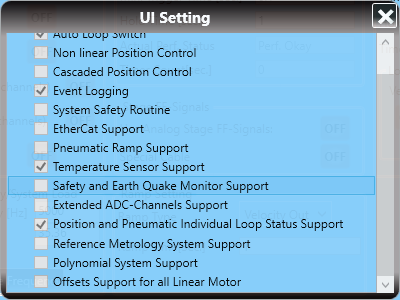 UI Setting
Auto Loop Switch
Non linear Position Control
Cascaded Position Control
Event Logging
System Safety Routine
EtherCat Support
Pneumatic Ramp Support
Temperature Sensor Support
Safety and Earth Quake Monitor Support
Extended ADC-Channels Support
Position and Pneumatic Individual Loop Status Support
Reference Metrology System Support
Polynomial System Support
Offsets Support for all Linear Motor